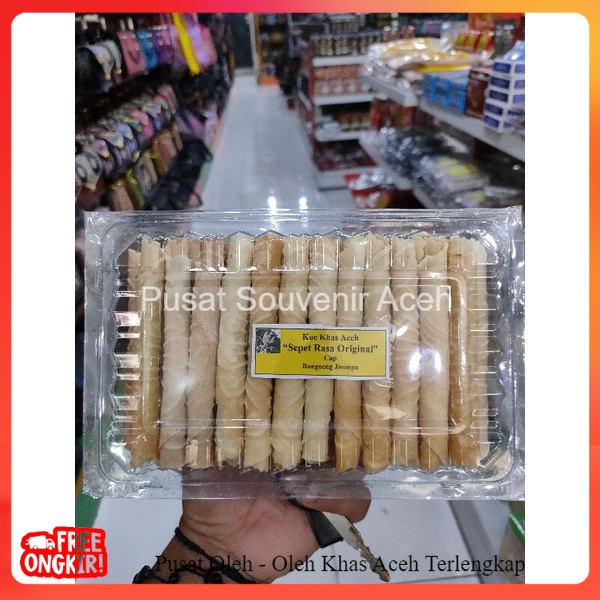 Pusat Souvenir Aceh
Kue Khas Aceh
"Sepet Rasa Original"
Cap
Bungoeng Jeumpa
FREE
ONGKIR!
Pusat Oleh - Oleh Khas Aceh Terlengkap